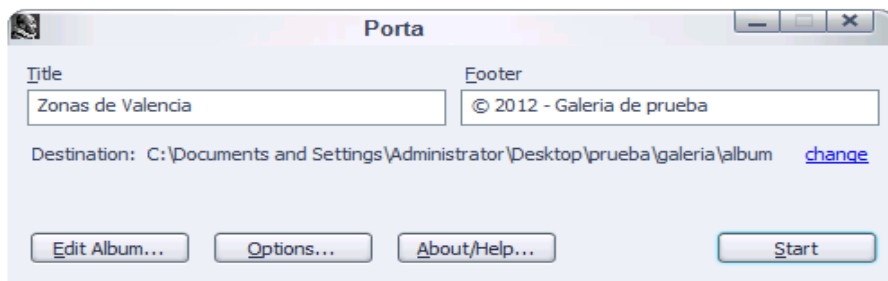 Porta
Title Footer
Zonas de Valencia © 2012 - Galeria de prueba
Destination: C:\Documents and Settings\Administrator\Desktop\prueba\galeria\album change
Edit Album... Options... About/Help... Start